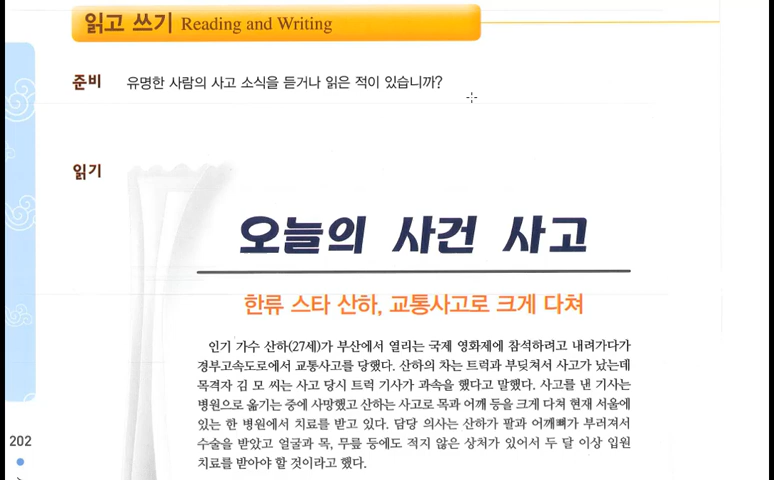 읽고 쓰기 Reading and Writing
준비 유명한 사람의 사고 소식을 듣거나 읽은 적이 있습니까?
읽기
오늘의 사건 사고
한류 스타 산하, 교통사고로 크게 다쳐
인기 가수 산하(27세)가 부산에서 열리는 국제 영화제에 참석하려고 내려가다가
경부고속도로에서 교통사고를 당했다. 산하의 차는 트럭과 부딪쳐서 사고가 났는데
목격자 김 모 씨는 사고 당시 트럭 기사가 과속을 했다고 말했다. 사고를 낸 기사는
병원으로 옮기는 중에 사망했고 산하는 사고로 목과 어깨 등을 크게 다쳐 현재 서울에
있는 한 병원에서 치료를 받고 있다. 담당 의사는 산하가 팔과 어깨뼈가 부러져서
수술을 받았고 얼굴과 목, 무릎 등에도 적지 않은 상처가 있어서 두 달 이상 입원
치료를 받아야 할 것이라고 했다.
202